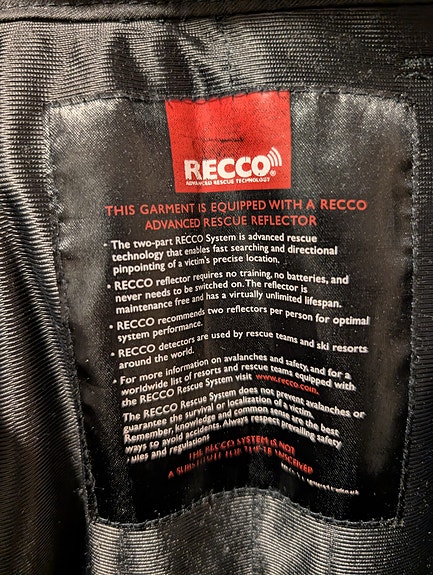 RECCO®
ADVANCED RESCUE TECHNOLOGY
THIS GARMENT IS EQUIPPED WITH A RECCO
ADVANCED RESCUE REFLECTOR
• The two-part RECCO System is advanced rescue
technology that enables fast searching and directional
pinpointing of a victim's precise location.
• RECCO reflector requires no training, no batteries, and
never needs to be switched on. The reflector is
maintenance free and has a virtually unlimited lifespan.
• RECCO recommends two reflectors per person for optimal
system performance.
• RECCO detectors are used by rescue teams and ski resorts
around the world.
• For more information on avalanches and safety, and for a
worldwide list of resorts and rescue teams equipped with
the RECCO Rescue System visit www.recco.com.
The RECCO Rescue System does not prevent avalanches or
guarantee the survival or localization of a victim.
Remember, knowledge and common sense are the best
ways to avoid accidents. Always respect prevailing safety
rules and regulations
THE RECCO SYSTEM IS NOT
A SUBSTITUTE FOR THE TRANSCEIVER